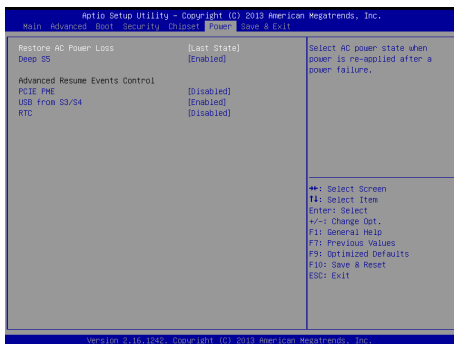 Aptio Setup Utility – Copyright (C) 2013 American Megatrends, Inc.
Main Advanced Boot Security Chipset Power Save & Exit
Restore AC Power Loss [Last State]
Deep S5 [Enabled]
Advanced Resume Events Control
PCIE PME [Disabled]
USB from S3/S4 [Enabled]
RTC [Disabled]
Select AC power state when
power is re-applied after a
power failure.
→←: Select Screen
↑↓: Select Item
Enter: Select
+/-: Change Opt.
F1: General Help
F7: Previous Values
F9: Optimized Defaults
F10: Save & Reset
ESC: Exit
Version 2.16.1242. Copyright (C) 2013 American Megatrends, Inc.